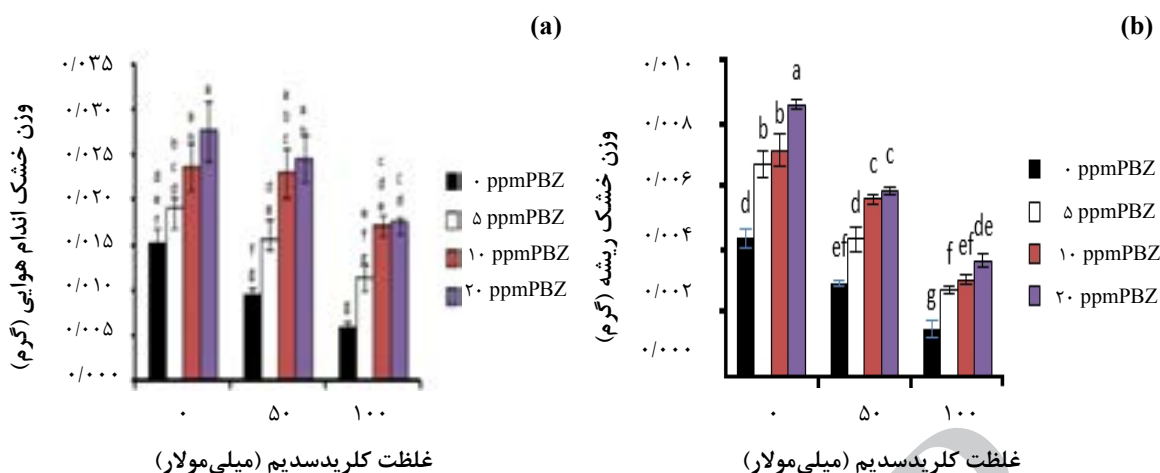 (a)
وزن خشک اندام هوایی (گرم)
۰/۰۳۵
۰/۰۳۰
۰/۰۲۵
۰/۰۲۰
۰/۰۱۵
۰/۰۱۰
۰/۰۰۵
۰/۰۰۰
۰ ۵۰ ۱۰۰
غلظت کلریدسدیم (میلی‌مولار)
۰ ppmPBZ
۵ ppmPBZ
۱۰ ppmPBZ
۲۰ ppmPBZ
(b)
وزن خشک ریشه (گرم)
۰/۰۱۰
۰/۰۰۸
۰/۰۰۶
۰/۰۰۴
۰/۰۰۲
۰/۰۰۰
d b b a
ef d c c
g f ef de
۰ ۵۰ ۱۰۰
غلظت کلریدسدیم (میلی‌مولار)
۰ ppmPBZ
۵ ppmPBZ
۱۰ ppmPBZ
۲۰ ppmPBZ